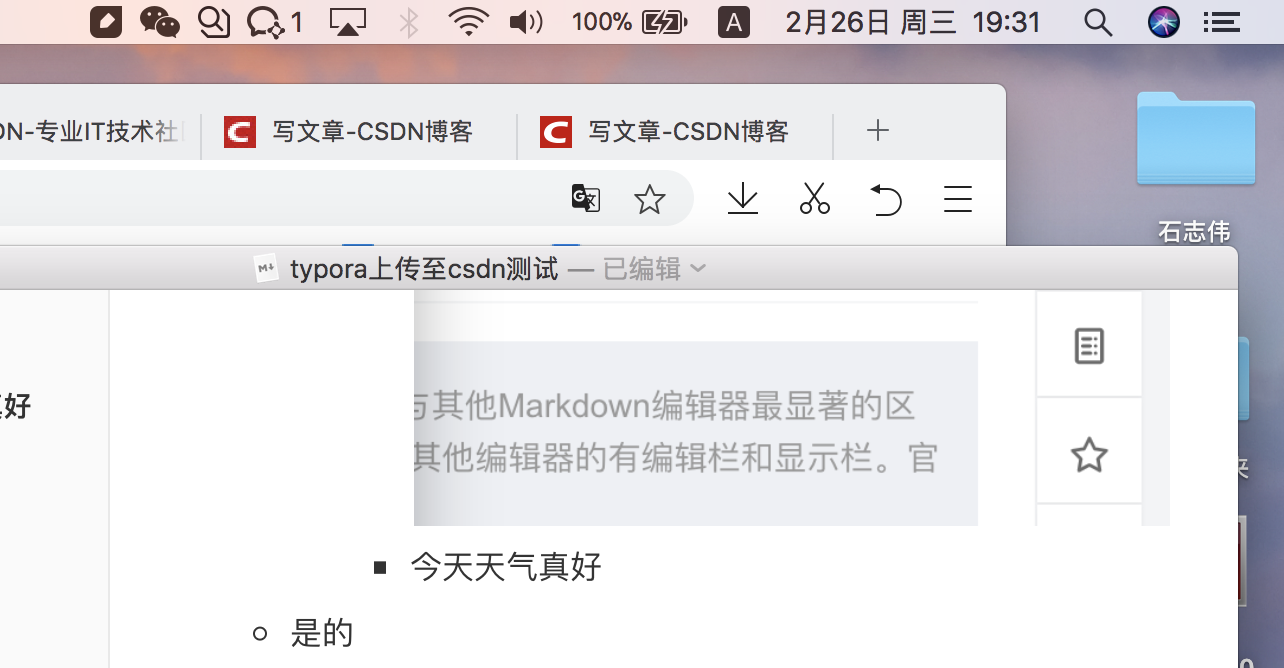 1 100% A 2月26日 周三 19:31
DN-专业IT技术社 写文章-CSDN博客 写文章-CSDN博客
石志伟
typora上传至csdn测试 — 已编辑
真好
与其他Markdown编辑器最显著的区
其他编辑器的有编辑栏和显示栏。官
今天天气真好
是的